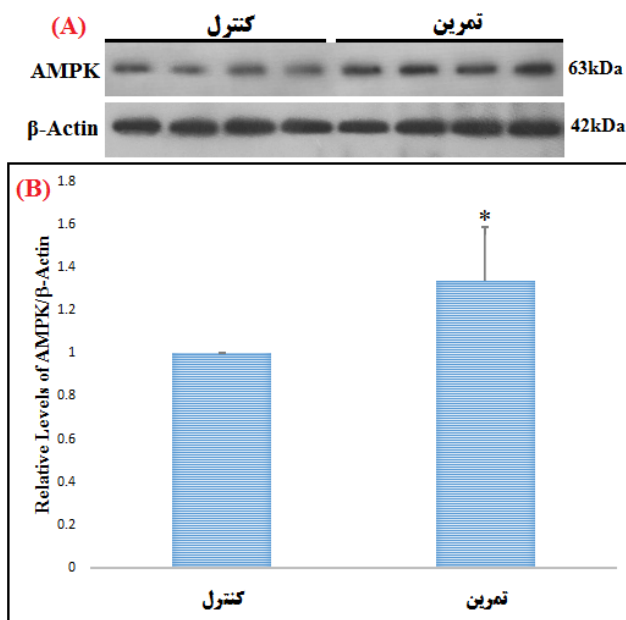 (A)
کنترل
تمرین
AMPK
63kDa
β-Actin
42kDa
(B)
1.8
1.6
1.4
1.2
1
0.8
0.6
0.4
0.2
0
Relative Levels of AMPK/β-Actin
*
کنترل
تمرین